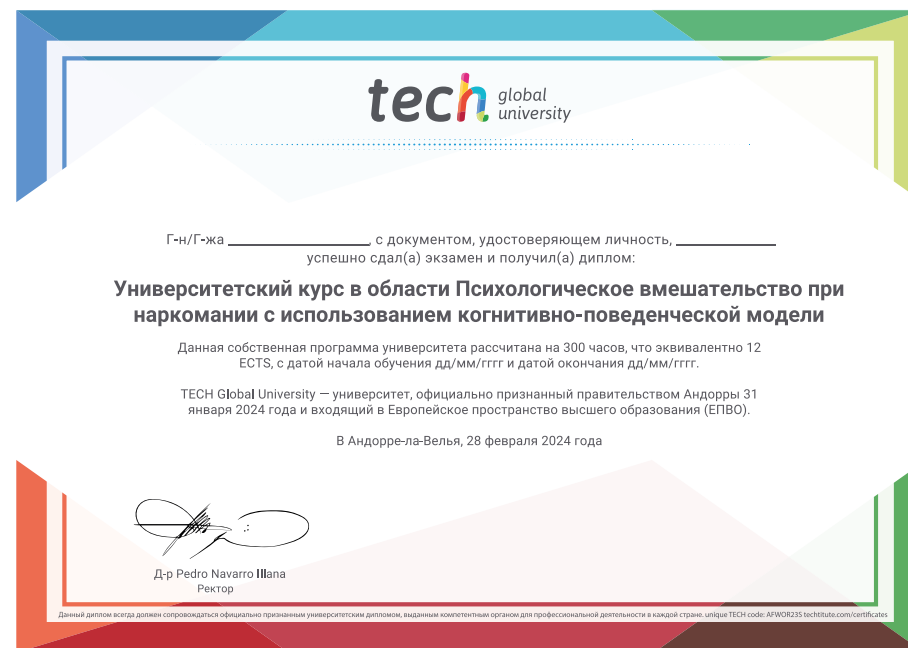 tech global university
Г-н/Г-жа , с документом, удостоверяющем личность,
успешно сдал(а) экзамен и получил(а) диплом:
Университетский курс в области Психологическое вмешательство при
наркомании с использованием когнитивно-поведенческой модели
Данная собственная программа университета рассчитана на 300 часов, что эквивалентно 12
ECTS, с датой начала обучения дд/мм/гггг и датой окончания дд/мм/гггг.
TECH Global University — университет, официально признанный правительством Андорры 31
января 2024 года и входящий в Европейское пространство высшего образования (ЕПВО).
В Андорре-ла-Велья, 28 февраля 2024 года
Д-р Pedro Navarro Illana
Ректор
Данный диплом всегда должен сопровождаться официально признанным университетским дипломом, выданным компетентным органом для профессиональной деятельности в каждой стране. unique TECH code: AFWOR23S techtitute.com/certificates